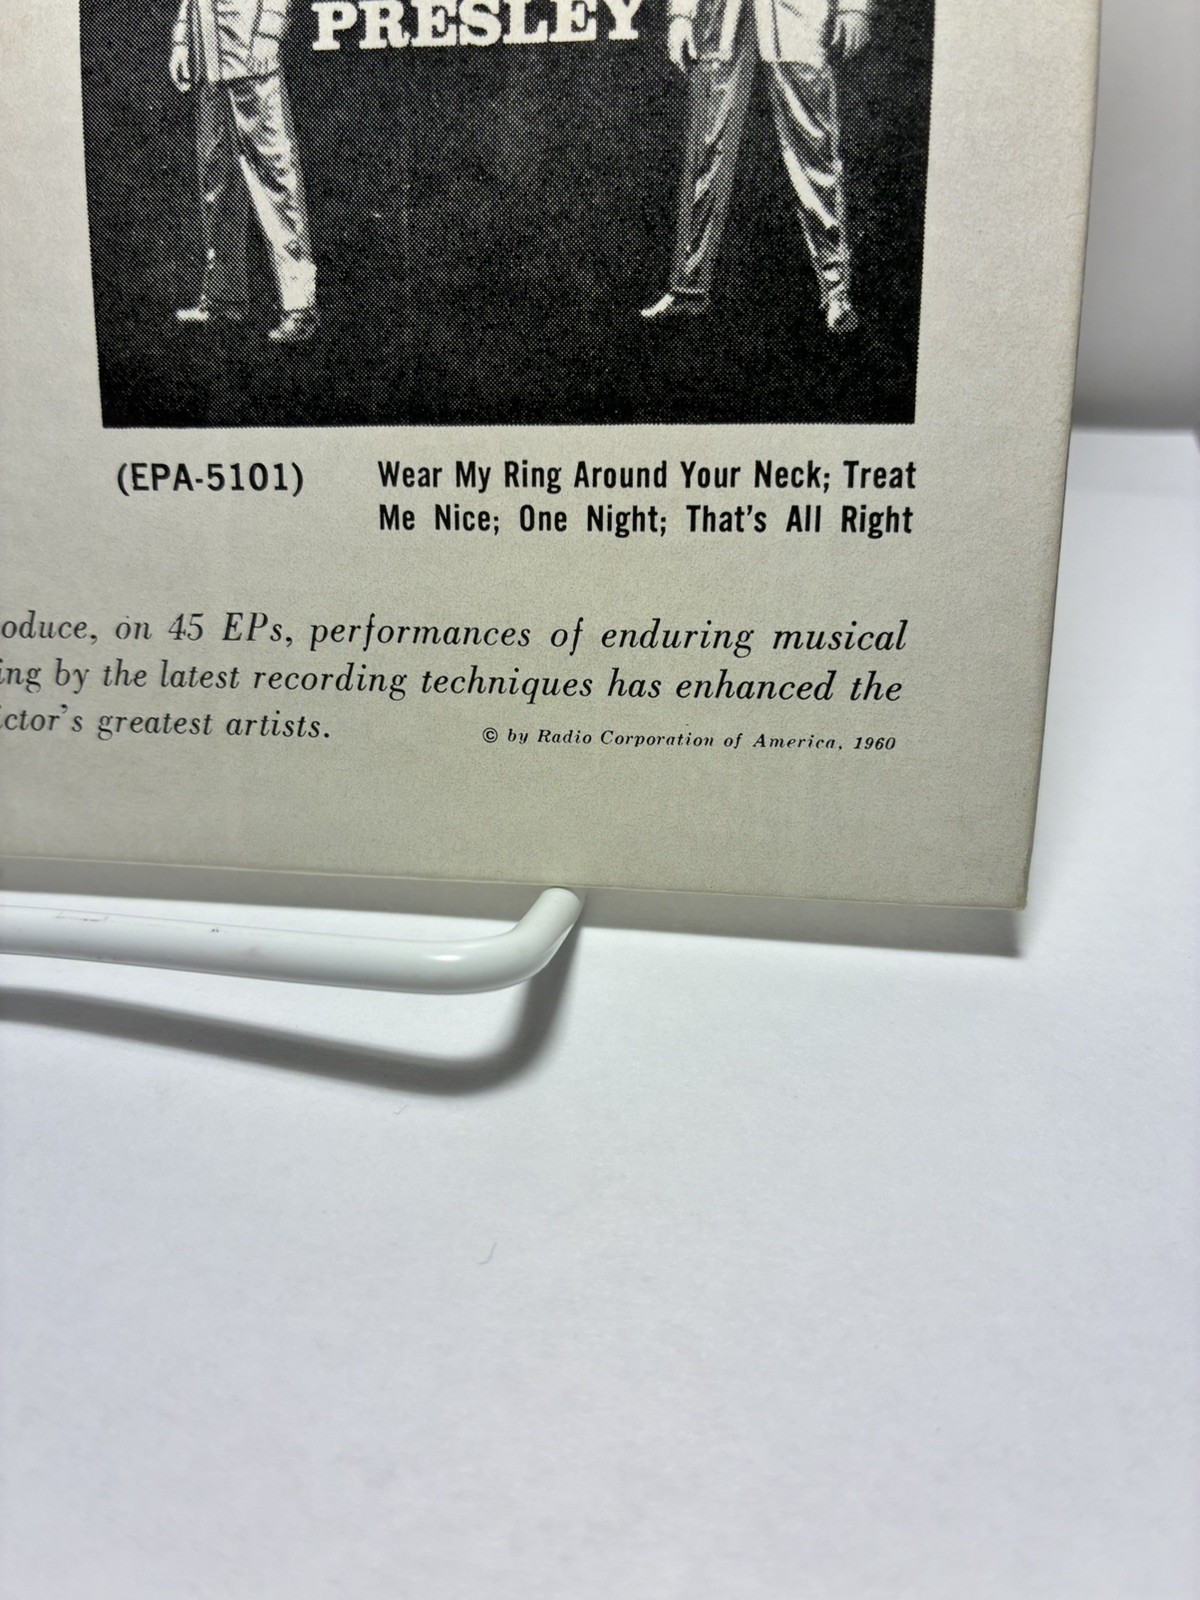 PRESLEY
(EPA-5101)
Wear My Ring Around Your Neck; Treat
Me Nice; One Night; That's All Right
oduce, on 45 EPs, performances of enduring musical
ing by the latest recording techniques has enhanced the
ictor's greatest artists.
© by Radio Corporation of America, 1960